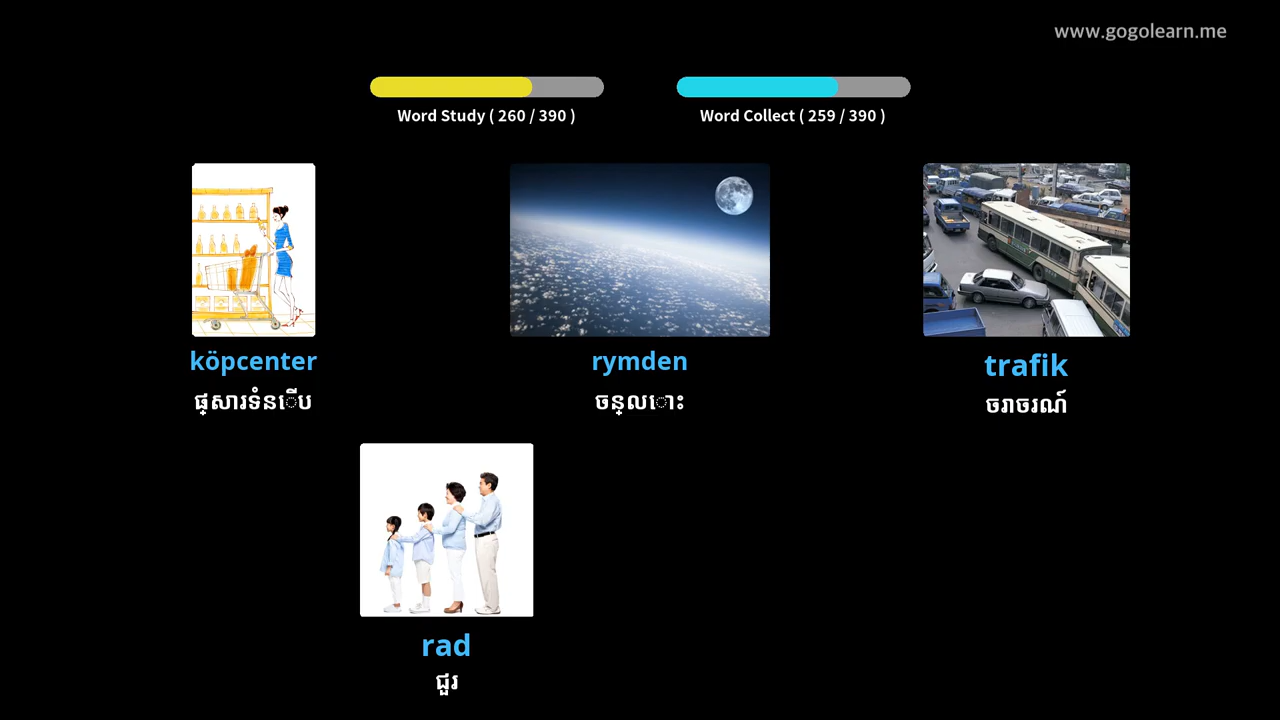 www.gogolearn.me
Word Study ( 260 / 390 )
Word Collect ( 259 / 390 )
köpcenter
rymden
trafik
ផ្សារទំនើប
ចន្លោះ
ចរាចរណ៍
rad
ជួរ